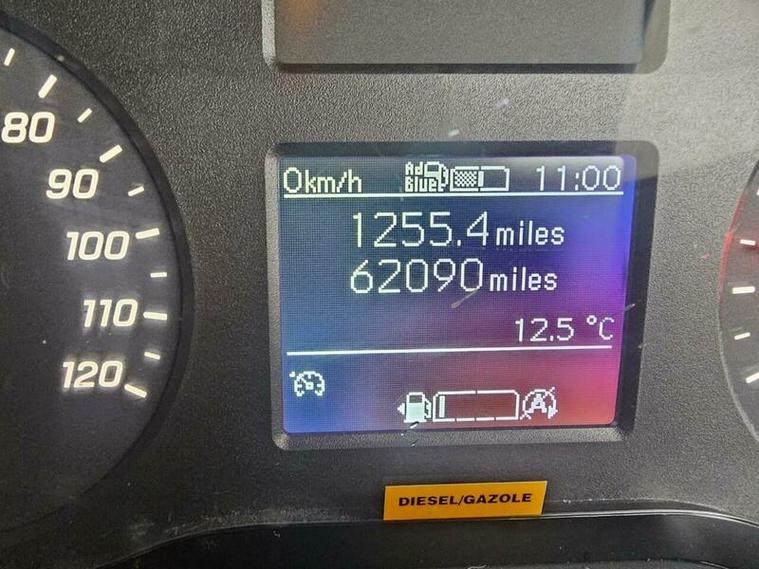 80
90
100
110
120
0km/h Ad Blue 11:00
1255.4 miles
62090 miles
12.5 °C
A
DIESEL/GAZOLE